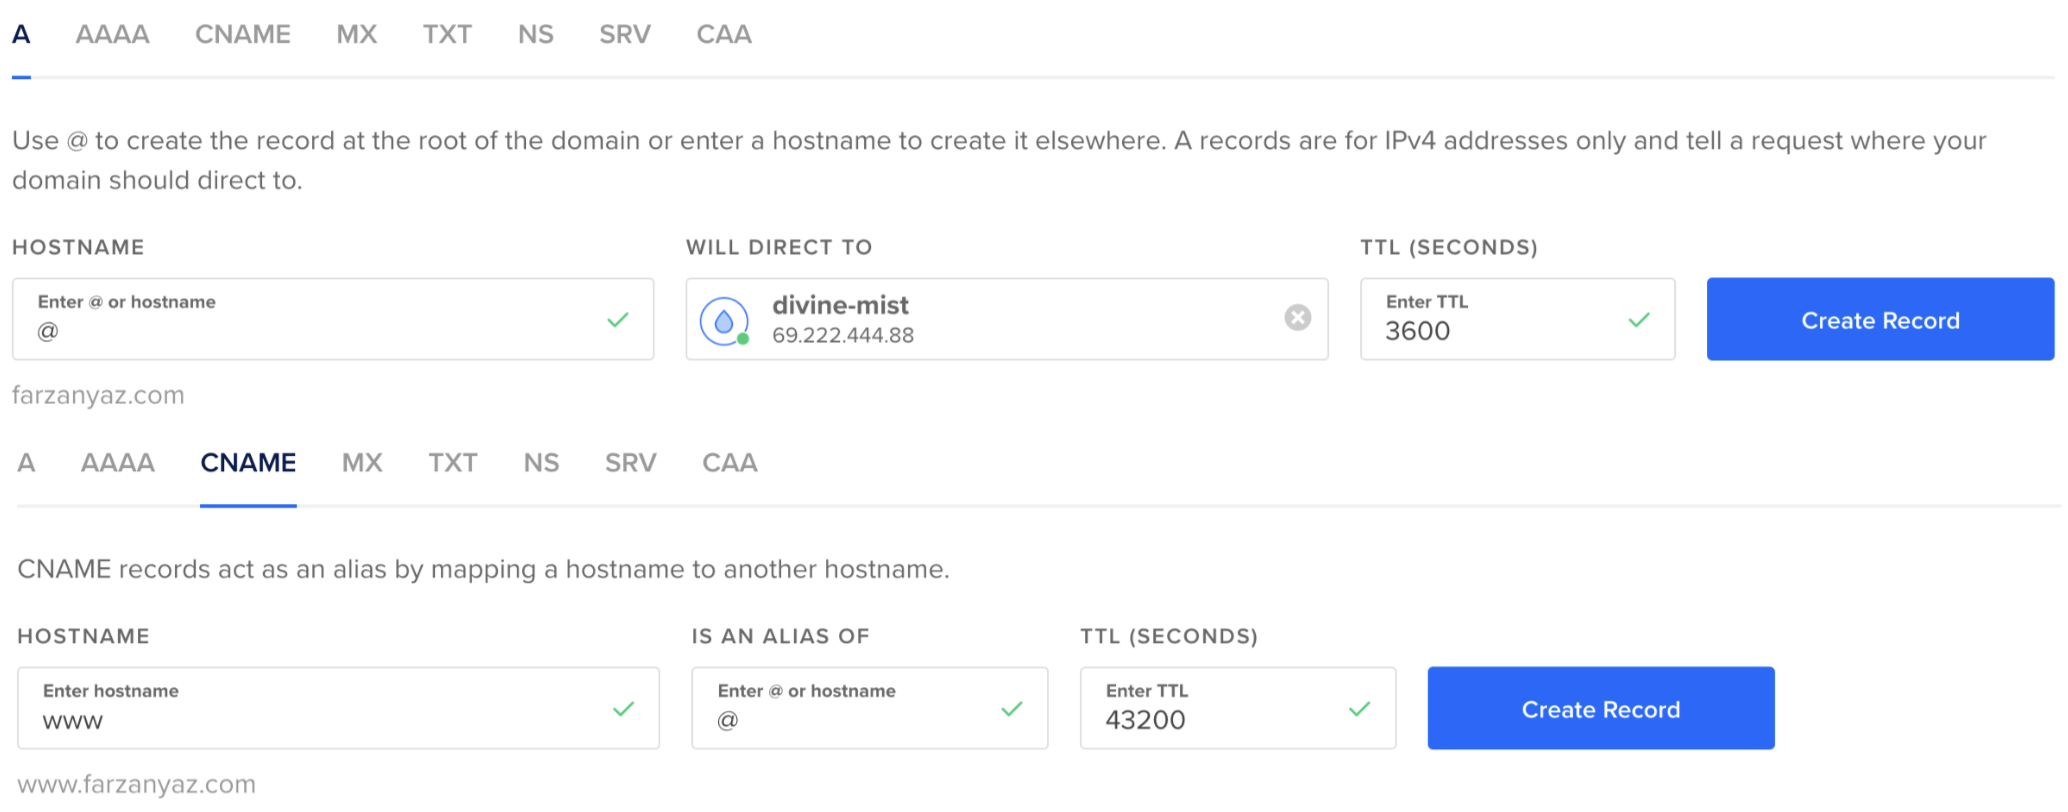 A AAAA CNAME MX TXT NS SRV CAA
Use @ to create the record at the root of the domain or enter a hostname to create it elsewhere. A records are for IPv4 addresses only and tell a request where your
domain should direct to.
HOSTNAME WILL DIRECT TO TTL (SECONDS)
Enter @ or hostname
@
divine-mist
69.222.444.88
Enter TTL
3600
Create Record
farzanyaz.com
A AAAA CNAME MX TXT NS SRV CAA
CNAME records act as an alias by mapping a hostname to another hostname.
HOSTNAME IS AN ALIAS OF TTL (SECONDS)
Enter hostname
www
Enter @ or hostname
@
Enter TTL
43200
Create Record
www.farzanyaz.com